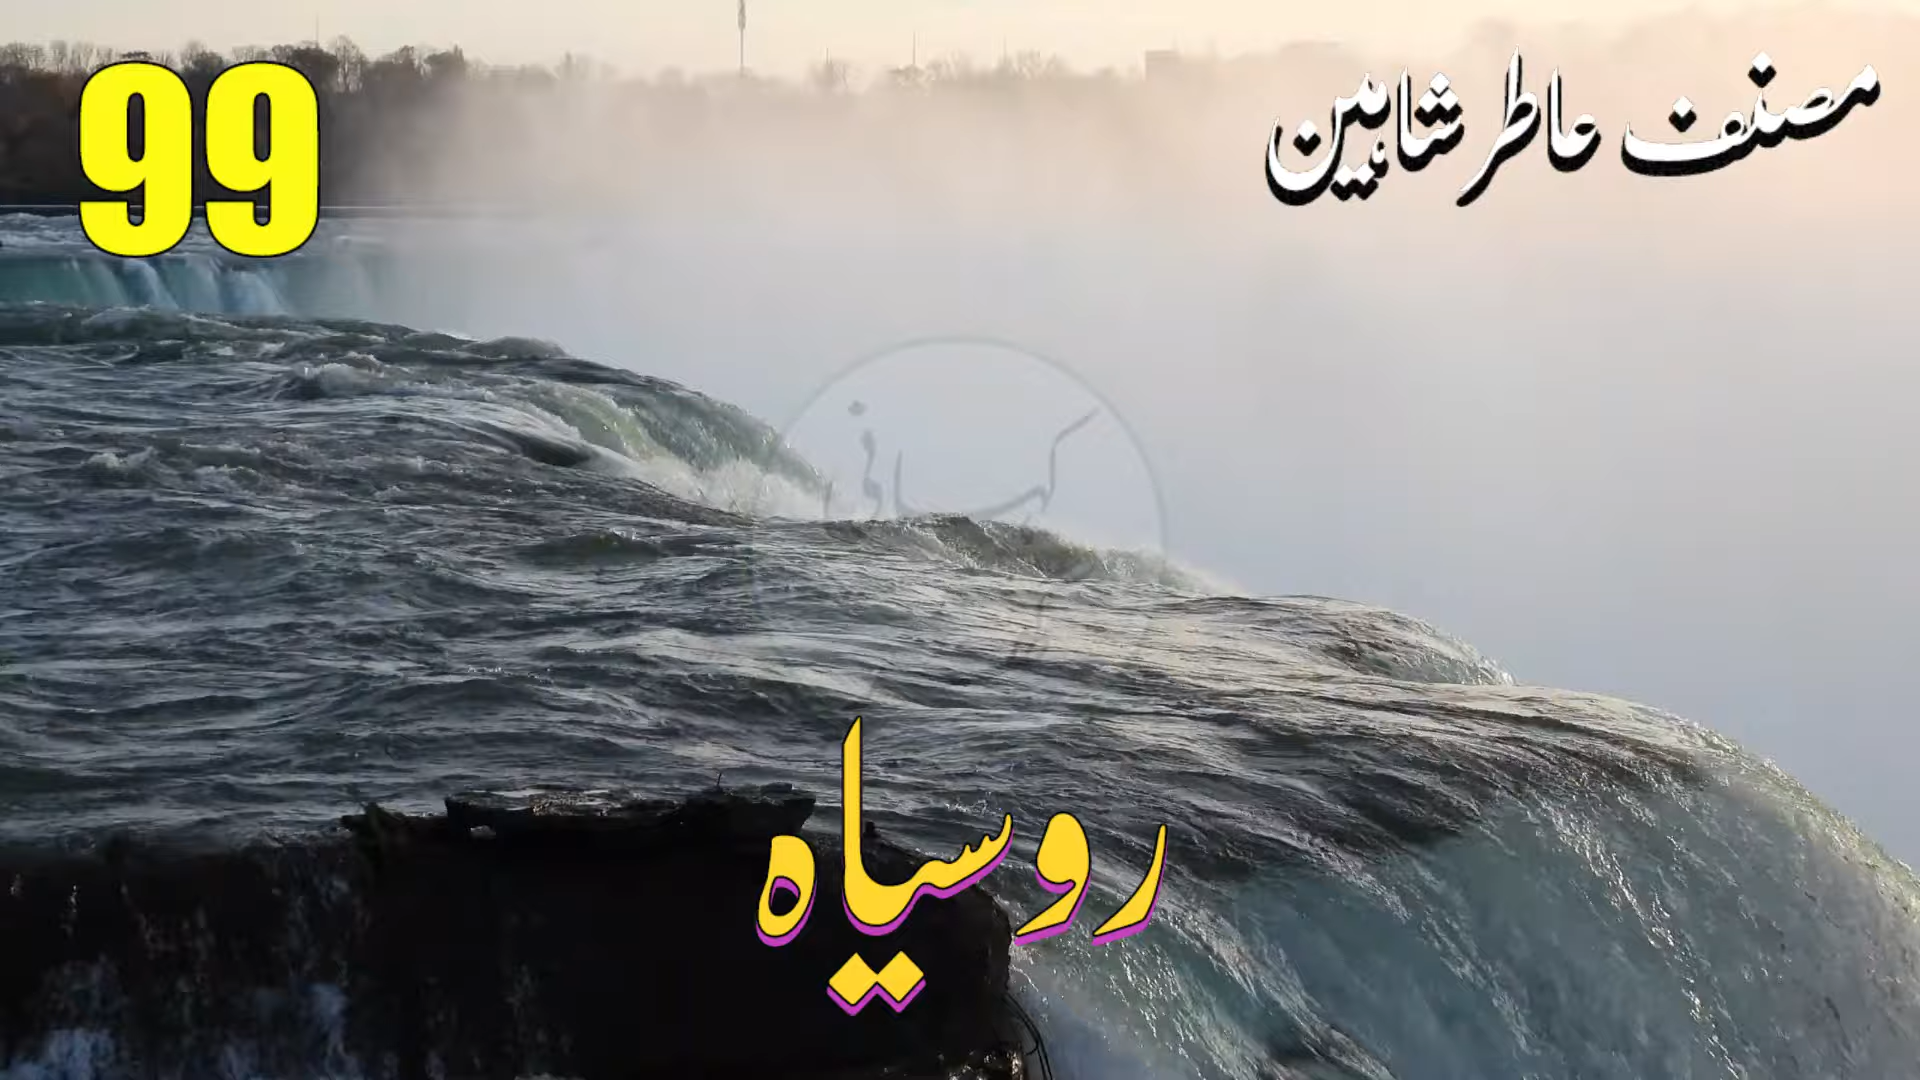 99
مصنف عاطر شاہین
روسیاہ